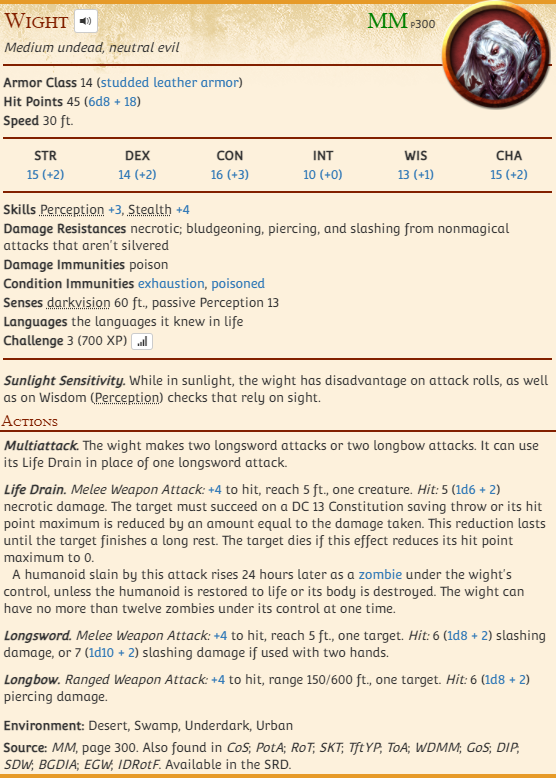 Wight MM P300
Medium undead, neutral evil
Armor Class 14 (studded leather armor)
Hit Points 45 (6d8 + 18)
Speed 30 ft.
STR DEX CON INT WIS CHA
15 (+2) 14 (+2) 16 (+3) 10 (+0) 13 (+1) 15 (+2)
Skills Perception +3, Stealth +4
Damage Resistances necrotic; bludgeoning, piercing, and slashing from nonmagical
attacks that aren't silvered
Damage Immunities poison
Condition Immunities exhaustion, poisoned
Senses darkvision 60 ft., passive Perception 13
Languages the languages it knew in life
Challenge 3 (700 XP)
Sunlight Sensitivity. While in sunlight, the wight has disadvantage on attack rolls, as well
as on Wisdom (Perception) checks that rely on sight.
Actions
Multiattack. The wight makes two longsword attacks or two longbow attacks. It can use
its Life Drain in place of one longsword attack.
Life Drain. Melee Weapon Attack: +4 to hit, reach 5 ft., one creature. Hit: 5 (1d6 + 2)
necrotic damage. The target must succeed on a DC 13 Constitution saving throw or its hit
point maximum is reduced by an amount equal to the damage taken. This reduction lasts
until the target finishes a long rest. The target dies if this effect reduces its hit point
maximum to 0.
A humanoid slain by this attack rises 24 hours later as a zombie under the wight's
control, unless the humanoid is restored to life or its body is destroyed. The wight can
have no more than twelve zombies under its control at one time.
Longsword. Melee Weapon Attack: +4 to hit, reach 5 ft., one target. Hit: 6 (1d8 + 2) slashing
damage, or 7 (1d10 + 2) slashing damage if used with two hands.
Longbow. Ranged Weapon Attack: +4 to hit, range 150/600 ft., one target. Hit: 6 (1d8 + 2)
piercing damage.
Environment: Desert, Swamp, Underdark, Urban
Source: MM, page 300. Also found in CoS; PotA; RoT; SKT; TftYP; ToA; WDMM; GoS; DIP;
SDW; BGDIA; EGW; IDRotF. Available in the SRD.